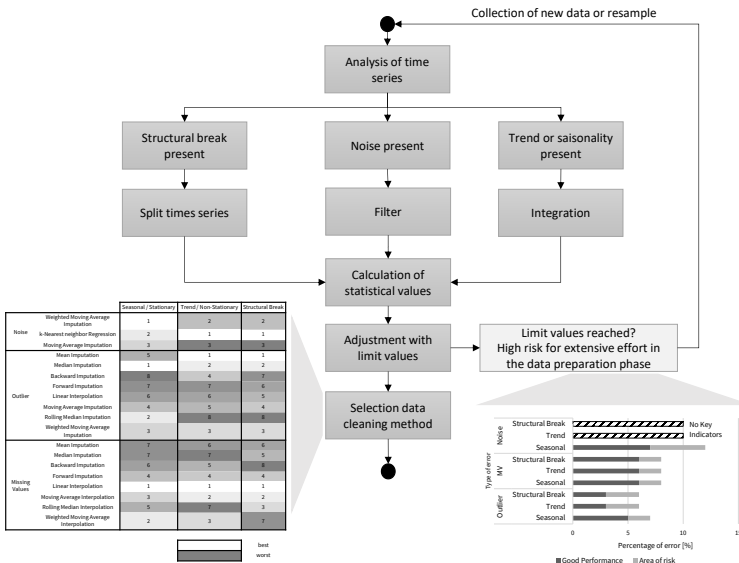 Collection of new data or resample
Analysis of time
series
Structural break
present
Noise present
Trend or saisonality
present
Split times series
Filter
Integration
Calculation of
statistical values
Adjustment with
limit values
Limit values reached?
High risk for extensive effort in
the data preparation phase
Selection data
cleaning method
Seasonal / Stationary Trend / Non-Stationary Structural Break
Noise
Weighted Moving Average
Imputation 1 2 2
k-Nearest neighbor Regression 2 1 1
Moving Average Imputation 3 3 3
Outlier
Mean Imputation 5 1 1
Median Imputation 1 2 2
Backward Imputation 8 4 7
Forward Imputation 7 7 6
Linear Interpolation 6 6 5
Moving Average Imputation 4 5 4
Rolling Median Imputation 2 8 8
Weighted Moving Average
Imputation 3 3 3
Missing
Values
Mean Imputation 7 6 6
Median Imputation 7 7 5
Backward Imputation 6 5 8
Forward Imputation 4 4 4
Linear Interpolation 1 1 1
Moving Average Interpolation 3 2 2
Rolling Median Interpolation 5 7 3
Weighted Moving Average
Interpolation 2 3 7
best
worst
Type of error
Noise
Structural Break
Trend
Seasonal
No Key
Indicators
MV
Structural Break
Trend
Seasonal
Outlier
Structural Break
Trend
Seasonal
0 5 10 15
Percentage of error [%]
Good Performance Area of risk